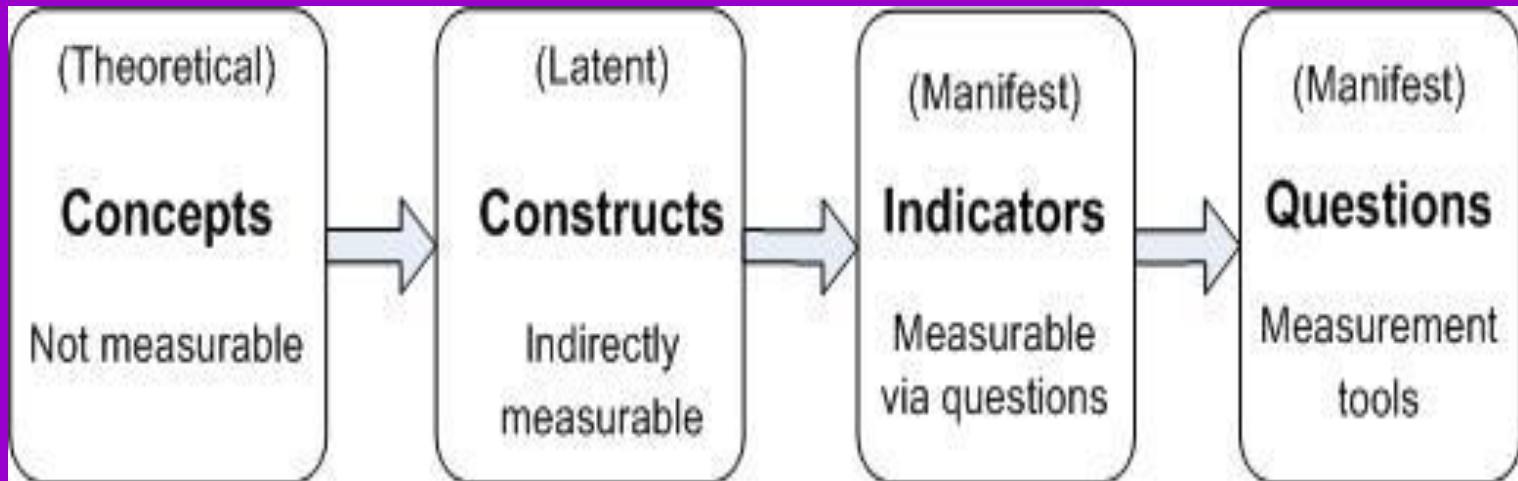 (Theoretical)
Concepts
Not measurable
(Latent)
Constructs
Indirectly
measurable
(Manifest)
Indicators
Measurable
via questions
(Manifest)
Questions
Measurement
tools